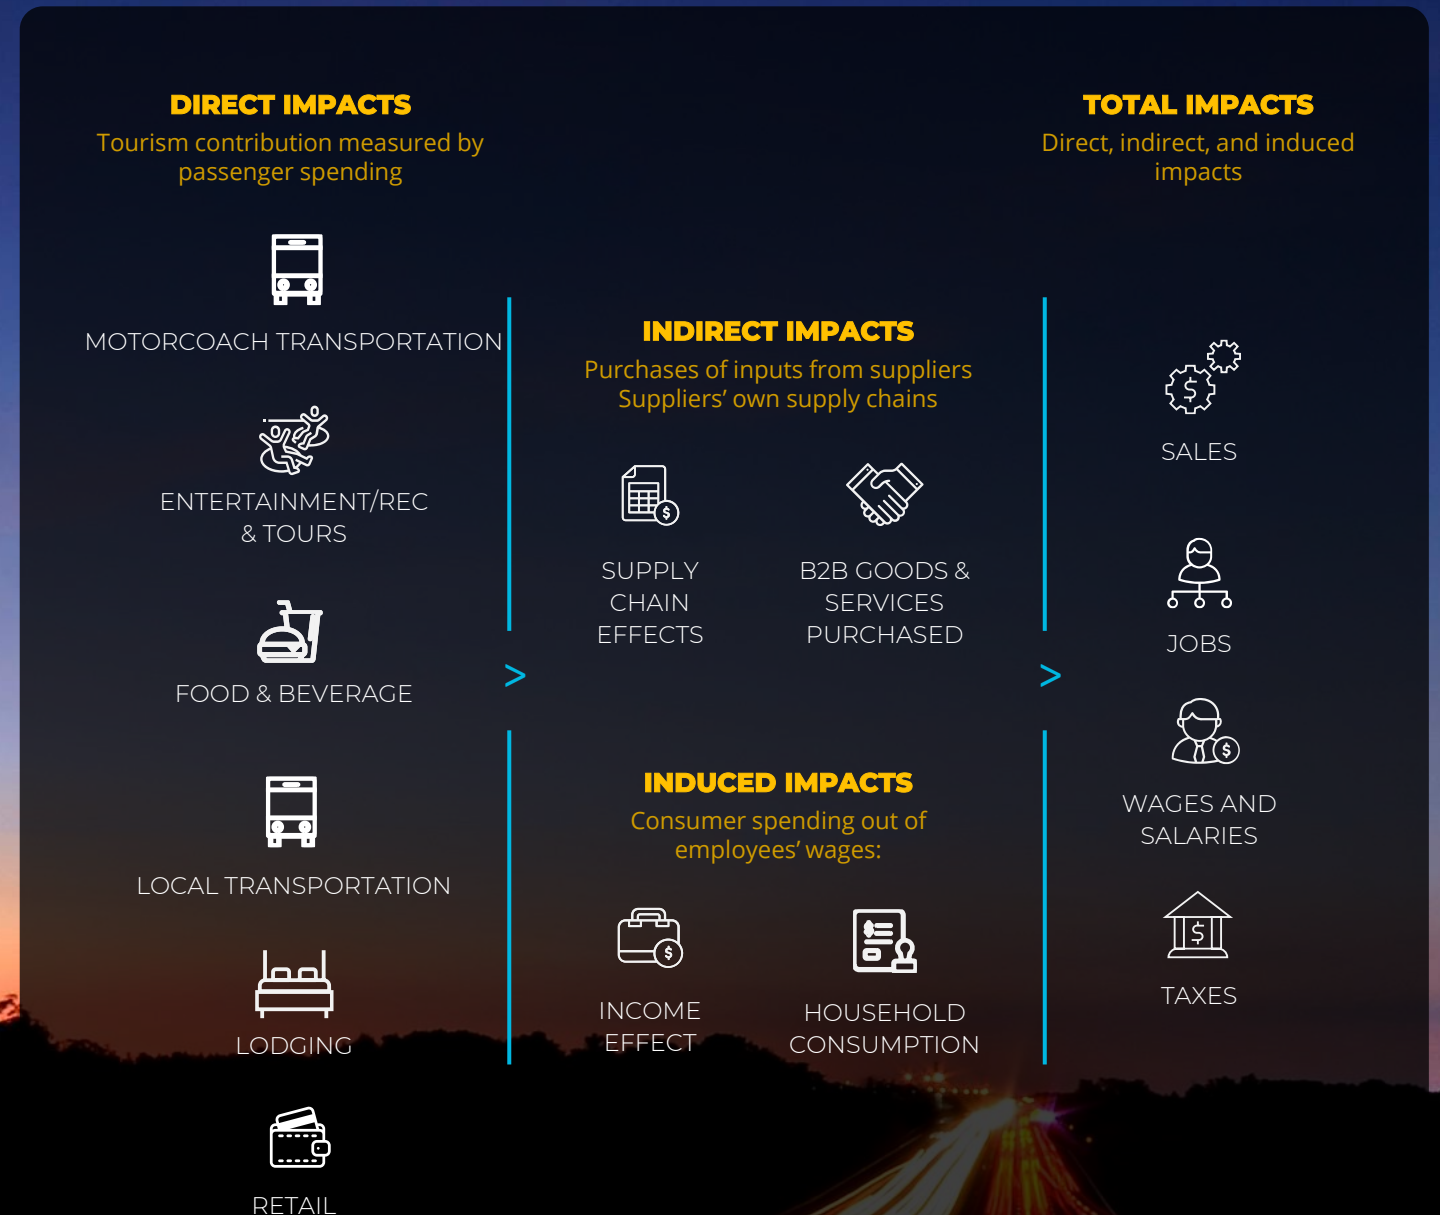 DIRECT IMPACTS
Tourism contribution measured by
passenger spending
MOTORCOACH TRANSPORTATION
ENTERTAINMENT/REC
& TOURS
FOOD & BEVERAGE
LOCAL TRANSPORTATION
LODGING
RETAIL
>
INDIRECT IMPACTS
Purchases of inputs from suppliers
Suppliers’ own supply chains
$
SUPPLY
CHAIN
EFFECTS
B2B GOODS &
SERVICES
PURCHASED
INDUCED IMPACTS
Consumer spending out of
employees’ wages:
$
INCOME
EFFECT
$
HOUSEHOLD
CONSUMPTION
>
TOTAL IMPACTS
Direct, indirect, and induced
impacts
$
SALES
JOBS
$
WAGES AND
SALARIES
$
TAXES